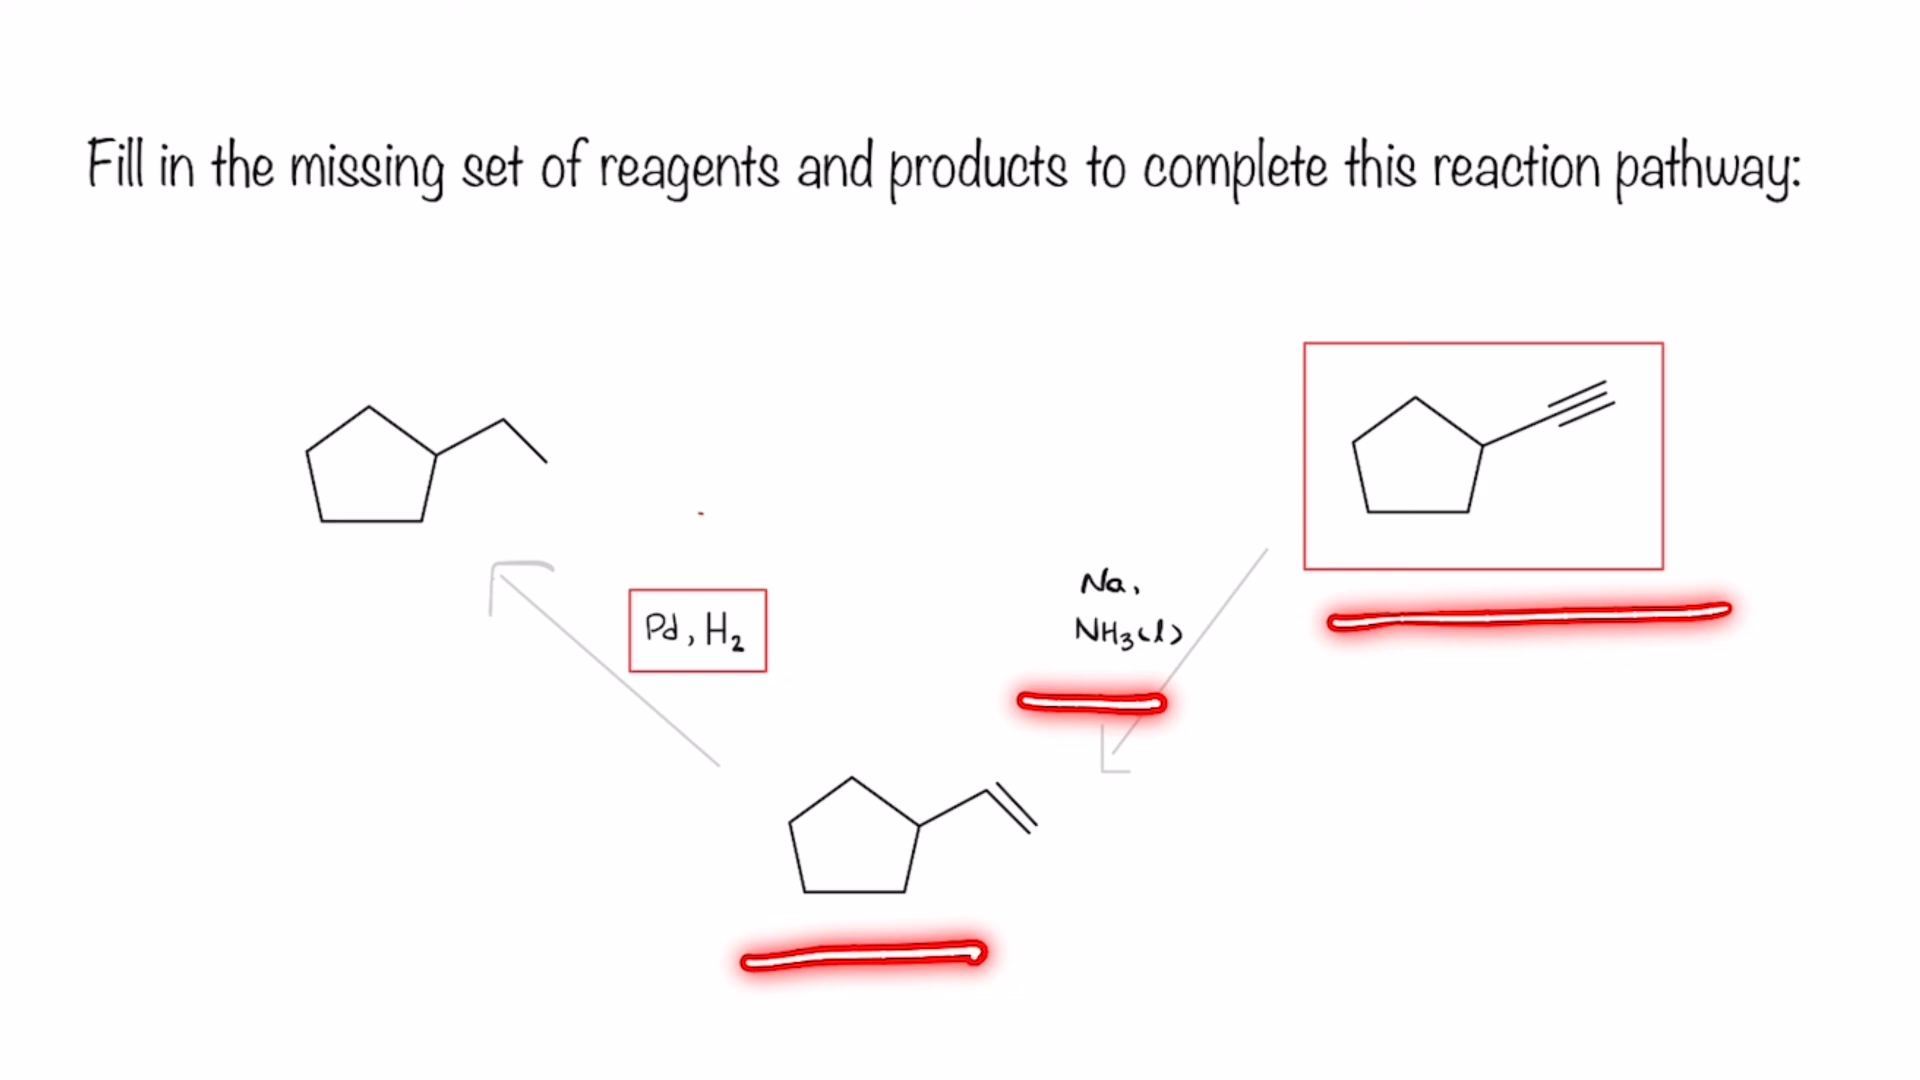 Fill in the missing set of reagents and products to complete this reaction pathway:
Na,
NH₃(l)
Pd, H₂